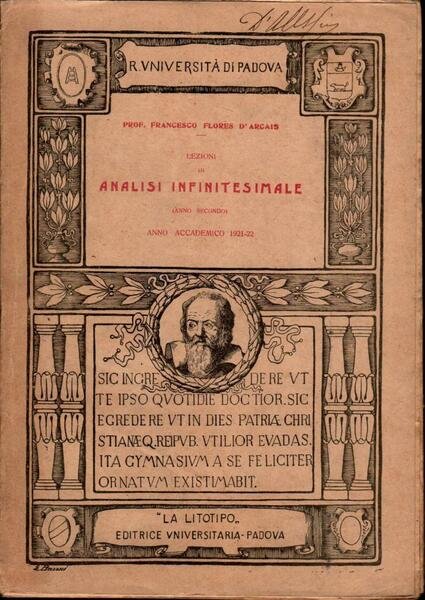 R. VNIVERSITÀ DI PADOVA
PROF. FRANCESCO FLORES D'ARCAIS
LEZIONI
DI
ANALISI INFINITESIMALE
(ANNO SECONDO)
ANNO ACCADEMICO 1921-22
SIC INGRE DERE VT
TE IPSO QVOTIDIE DOCTIOR. SIC
EGREDERE VT IN DIES PATRIÆ CHRI
STIANÆQ. REIPVB. VTILIOR EVADAS.
ITA GYMNASIVM A SE FELICITER
ORNATVM EXISTIMABIT.
"LA LITOTIPO„
EDITRICE VNIVERSITARIA-PADOVA